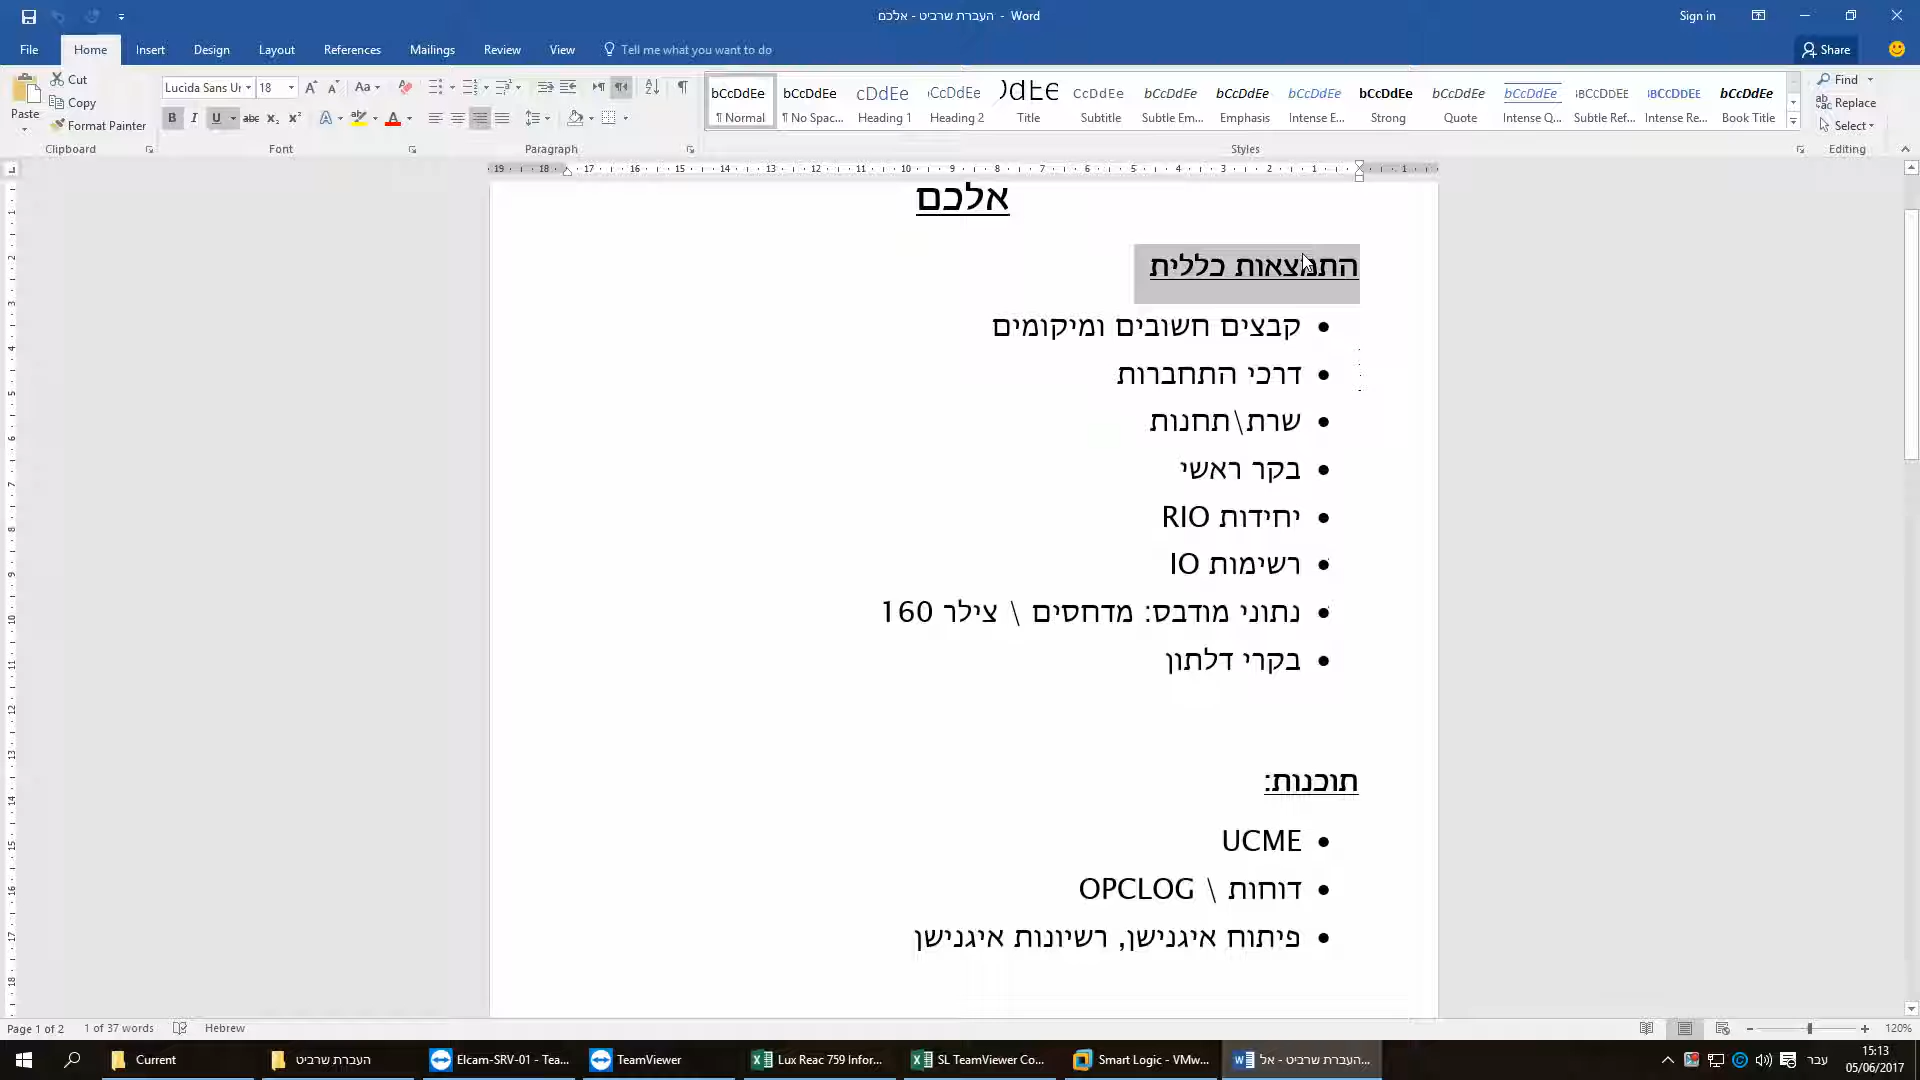 העברת שרביט - אלכם - Word
Sign in
File Home Insert Design Layout References Mailings Review View Tell me what you want to do Share
Cut
Copy
Format Painter
Paste
Clipboard
Lucida Sans Ur 18
Font
Paragraph
¶ Normal ¶ No Spac... Heading 1 Heading 2 Title Subtitle Subtle Em... Emphasis Intense E... Strong Quote Intense Q... Subtle Ref... Intense Re... Book Title
Styles
Find
Replace
Select
Editing
אלכם
התמצאות כללית
• קבצים חשובים ומיקומים
• דרכי התחברות
• שרת\תחנות
• בקר ראשי
• יחידות RIO
• רשימות IO
• נתוני מודבס: מדחסים \ צילר 160
• בקרי דלתון
תוכנות:
• UCME
• דוחות \ OPCLOG
• פיתוח איגנישן, רשיונות איגנישן
Page 1 of 2 1 of 37 words Hebrew 120%
Current העברת שרביט Elcam-SRV-01 - Tea... TeamViewer Lux Reac 759 Infor... SL TeamViewer Co... Smart Logic - VMw... העברת שרביט - אל...
עבר
15:13
05/06/2017